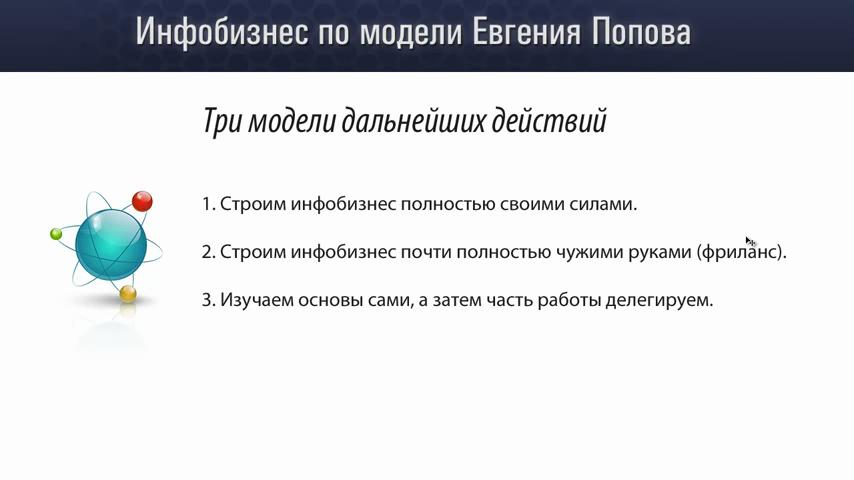 Инфобизнес по модели Евгения Попова
Три модели дальнейших действий
1. Строим инфобизнес полностью своими силами.
2. Строим инфобизнес почти полностью чужими руками (фриланс).
3. Изучаем основы сами, а затем часть работы делегируем.